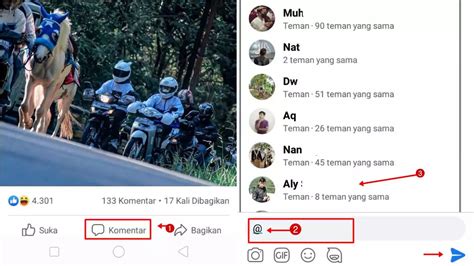 4.301
133 Komentar • 17 Kali Dibagikan
Suka
Komentar
1
Bagikan
Muh
Teman · 90 teman yang sama
Nat
2 teman yang sama
Dw
Teman · 51 teman yang sama
Aq
Teman · 26 teman yang sama
Nan
Teman · 45 teman yang sama
Aly
Teman · 8 teman yang sama
3
@
2
GIF